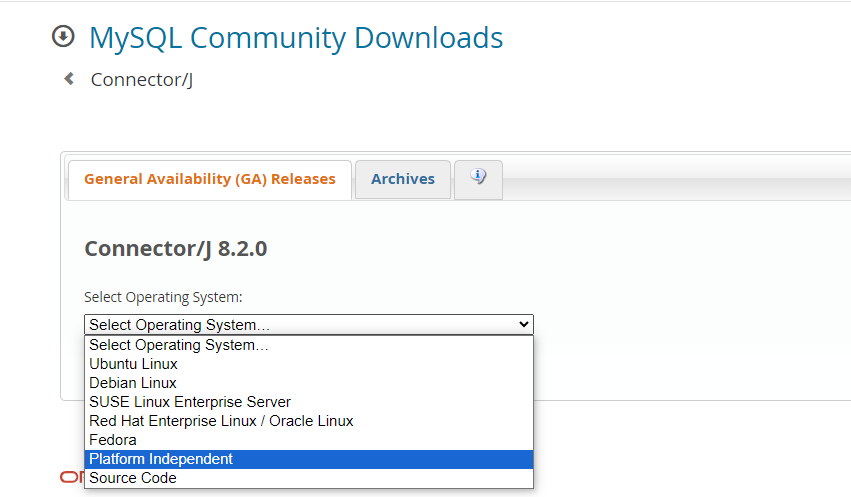 MySQL Community Downloads
Connector/J
General Availability (GA) Releases
Archives
Connector/J 8.2.0
Select Operating System:
Select Operating System…
Select Operating System…
Ubuntu Linux
Debian Linux
SUSE Linux Enterprise Server
Red Hat Enterprise Linux / Oracle Linux
Fedora
Platform Independent
Source Code